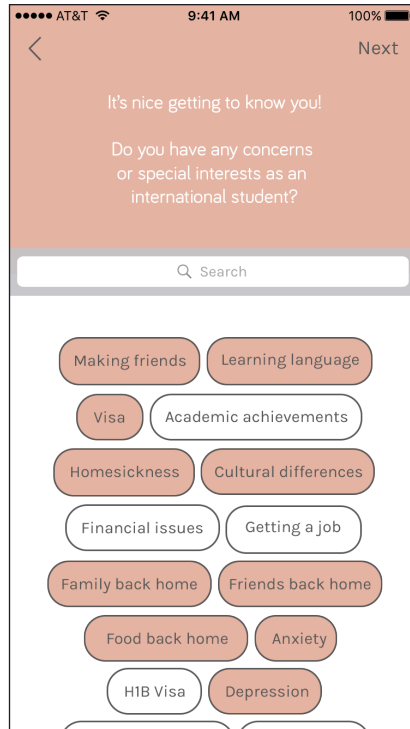 AT&T 9:41 AM 100%
Next
It's nice getting to know you!
Do you have any concerns
or special interests as an
international student?
Search
Making friends Learning language
Visa Academic achievements
Homesickness Cultural differences
Financial issues Getting a job
Family back home Friends back home
Food back home Anxiety
H1B Visa Depression